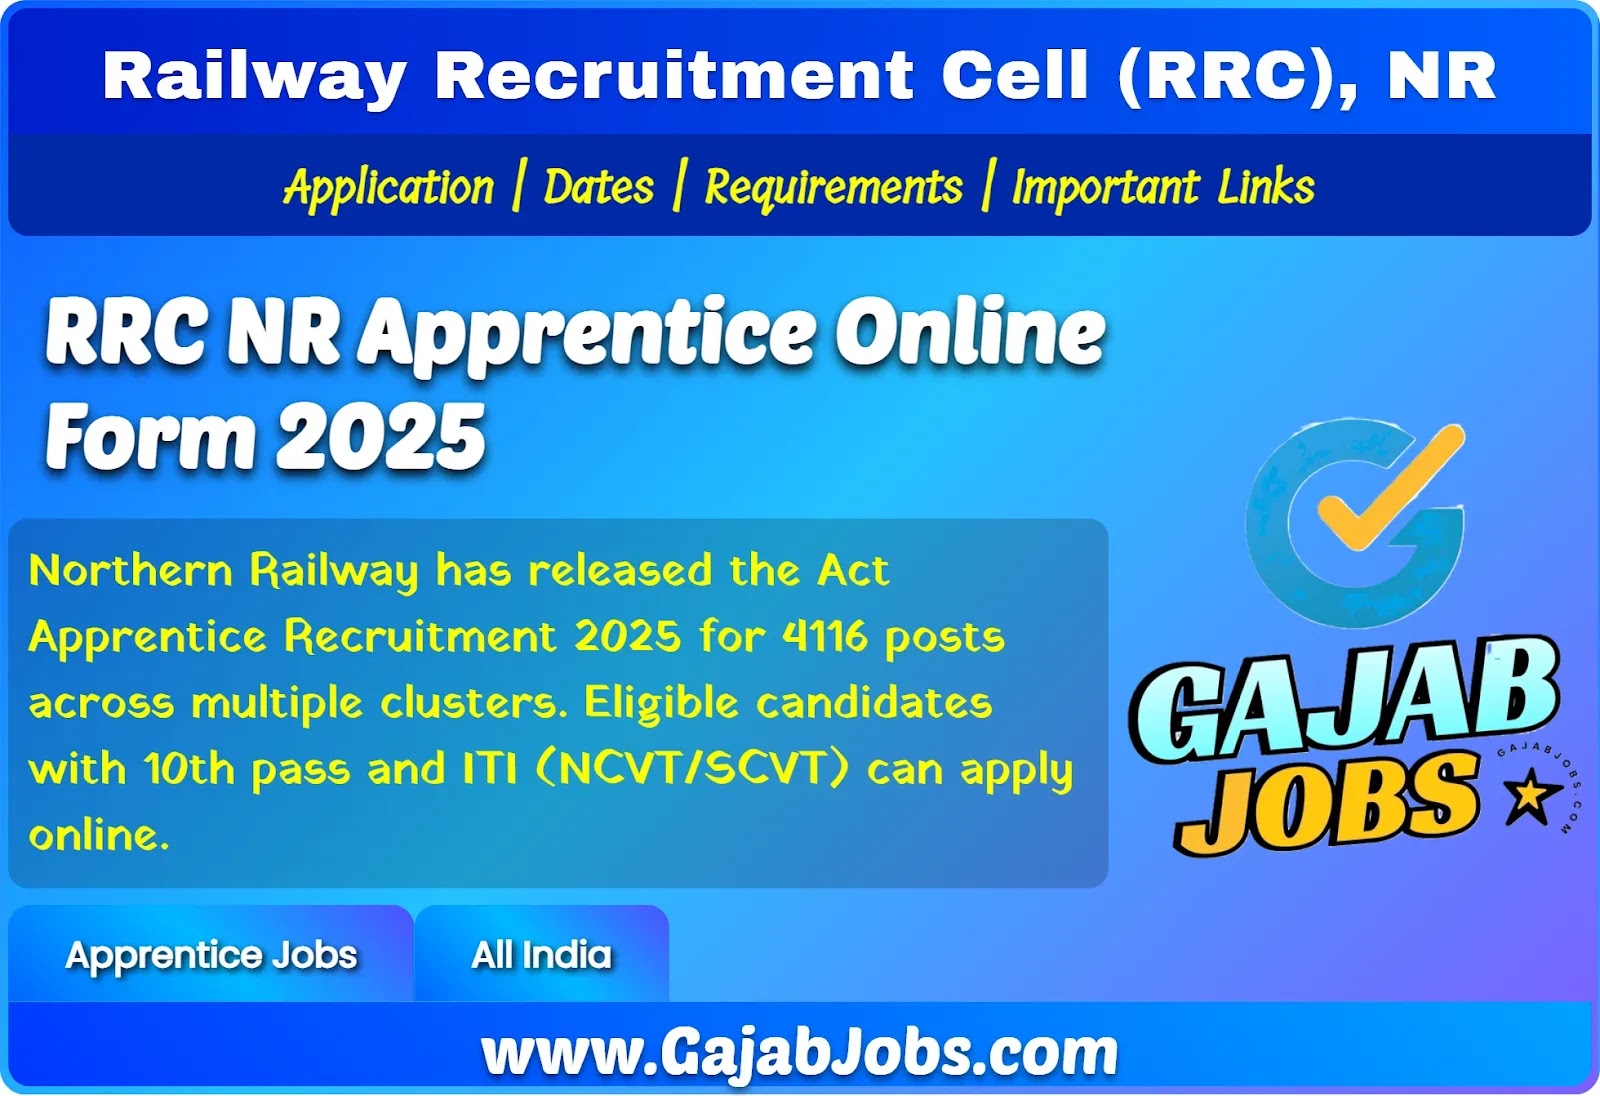 Railway Recruitment Cell (RRC), NR
Application | Dates | Requirements | Important Links
RRC NR Apprentice Online
Form 2025
Northern Railway has released the Act
Apprentice Recruitment 2025 for 4116 posts
across multiple clusters. Eligible candidates
with 10th pass and ITI (NCVT/SCVT) can apply
online.
GAJAB
JOBS
GAJABJOBS.COM
Apprentice Jobs
All India
www.GajabJobs.com